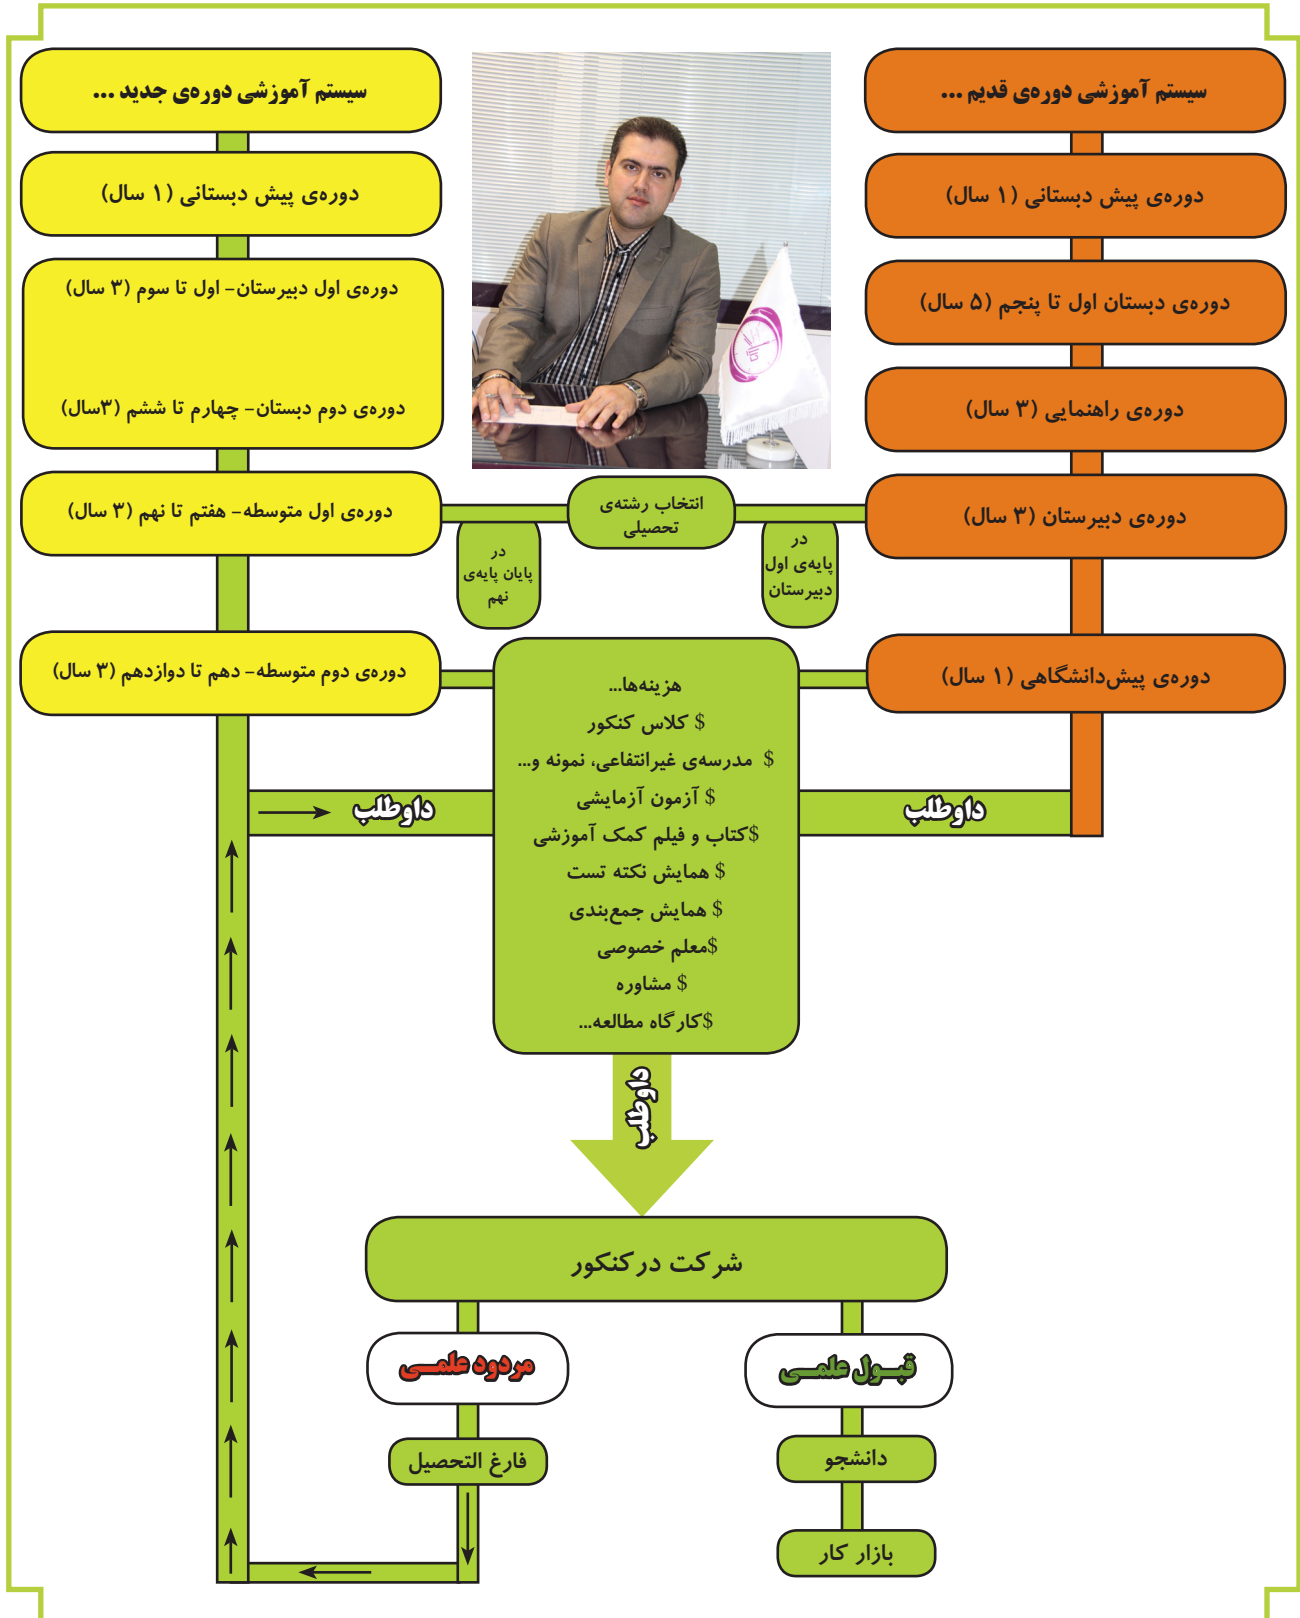 سیستم آموزشی دوره‌ی قدیم ...
دوره‌ی پیش دبستانی (۱ سال)
دوره‌ی دبستان اول تا پنجم (۵ سال)
دوره‌ی راهنمایی (۳ سال)
دوره‌ی دبیرستان (۳ سال)
دوره‌ی پیش‌دانشگاهی (۱ سال)
سیستم آموزشی دوره‌ی جدید ...
دوره‌ی پیش دبستانی (۱ سال)
دوره‌ی اول دبیرستان- اول تا سوم (۳ سال)
دوره‌ی دوم دبستان- چهارم تا ششم (۳سال)
دوره‌ی اول متوسطه- هفتم تا نهم (۳ سال)
دوره‌ی دوم متوسطه- دهم تا دوازدهم (۳ سال)
انتخاب رشته‌ی
تحصیلی
در
پایه‌ی اول
دبیرستان
در
پایان پایه‌ی
نهم
هزینه‌ها...
$ کلاس کنکور
$ مدرسه‌ی غیرانتفاعی، نمونه و...
$ آزمون آزمایشی
$کتاب و فیلم کمک آموزشی
$ همایش نکته تست
$ همایش جمع‌بندی
$معلم خصوصی
$ مشاوره
$کارگاه مطالعه...
داوطلب
داوطلب
داوطلب
شرکت در کنکور
قبـــول علمـــی
دانشجو
بازار کار
مردود علمـــی
فارغ التحصیل